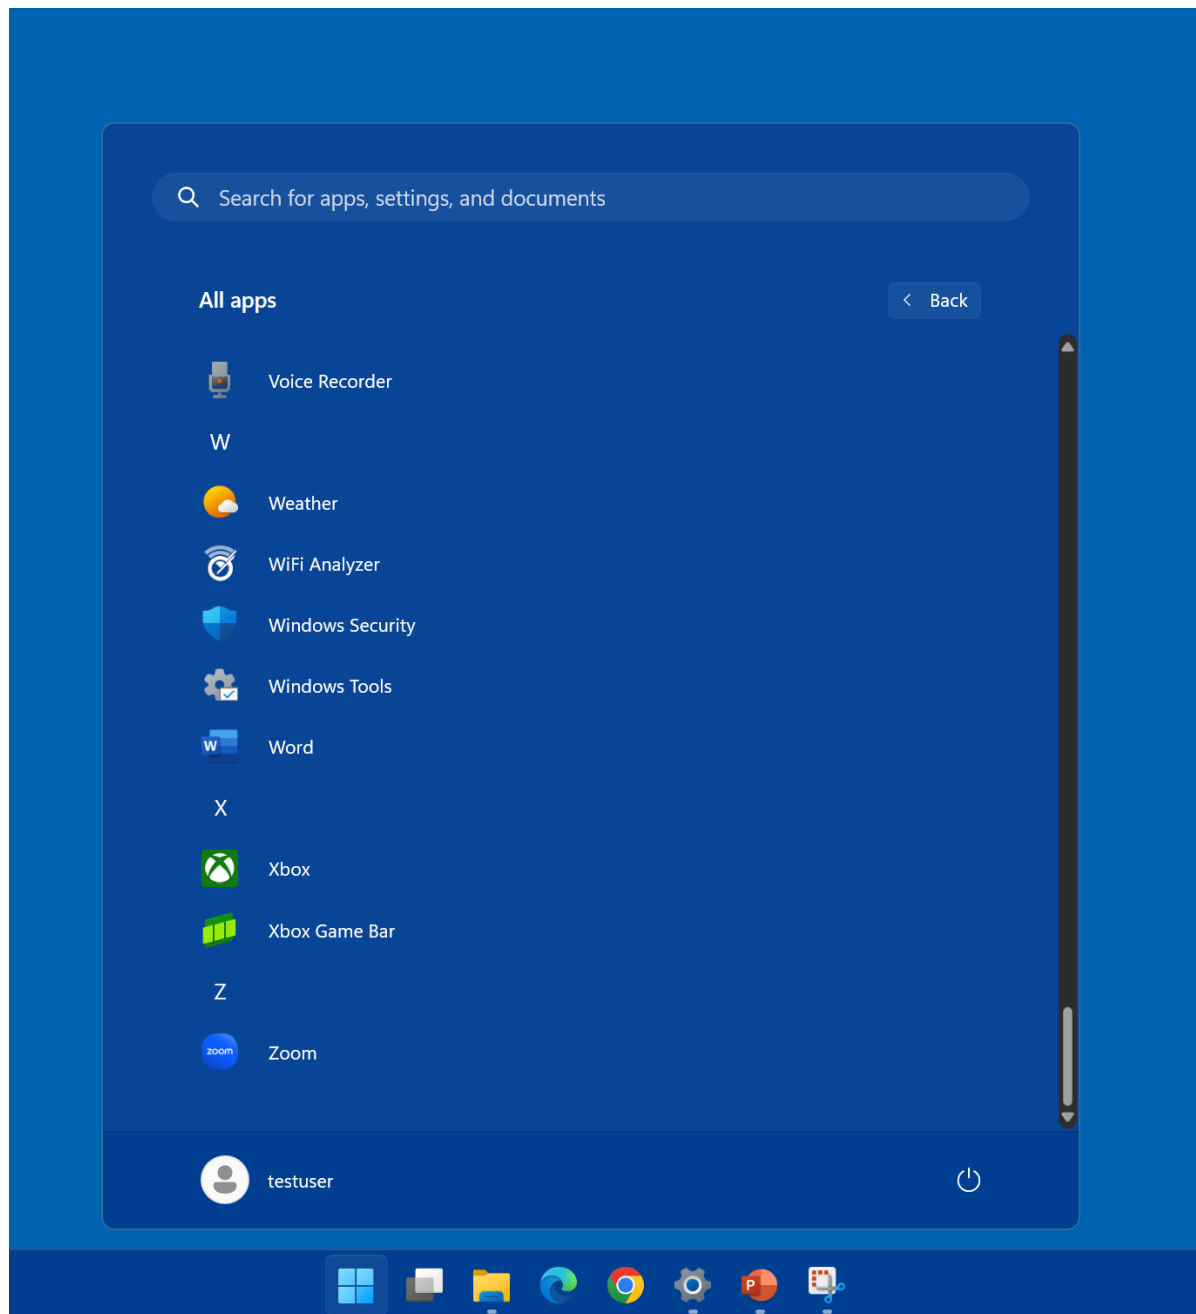 Search for apps, settings, and documents
All apps
Back
Voice Recorder
W
Weather
WiFi Analyzer
Windows Security
Windows Tools
W
Word
X
Xbox
Xbox Game Bar
Z
zoom
Zoom
testuser
P